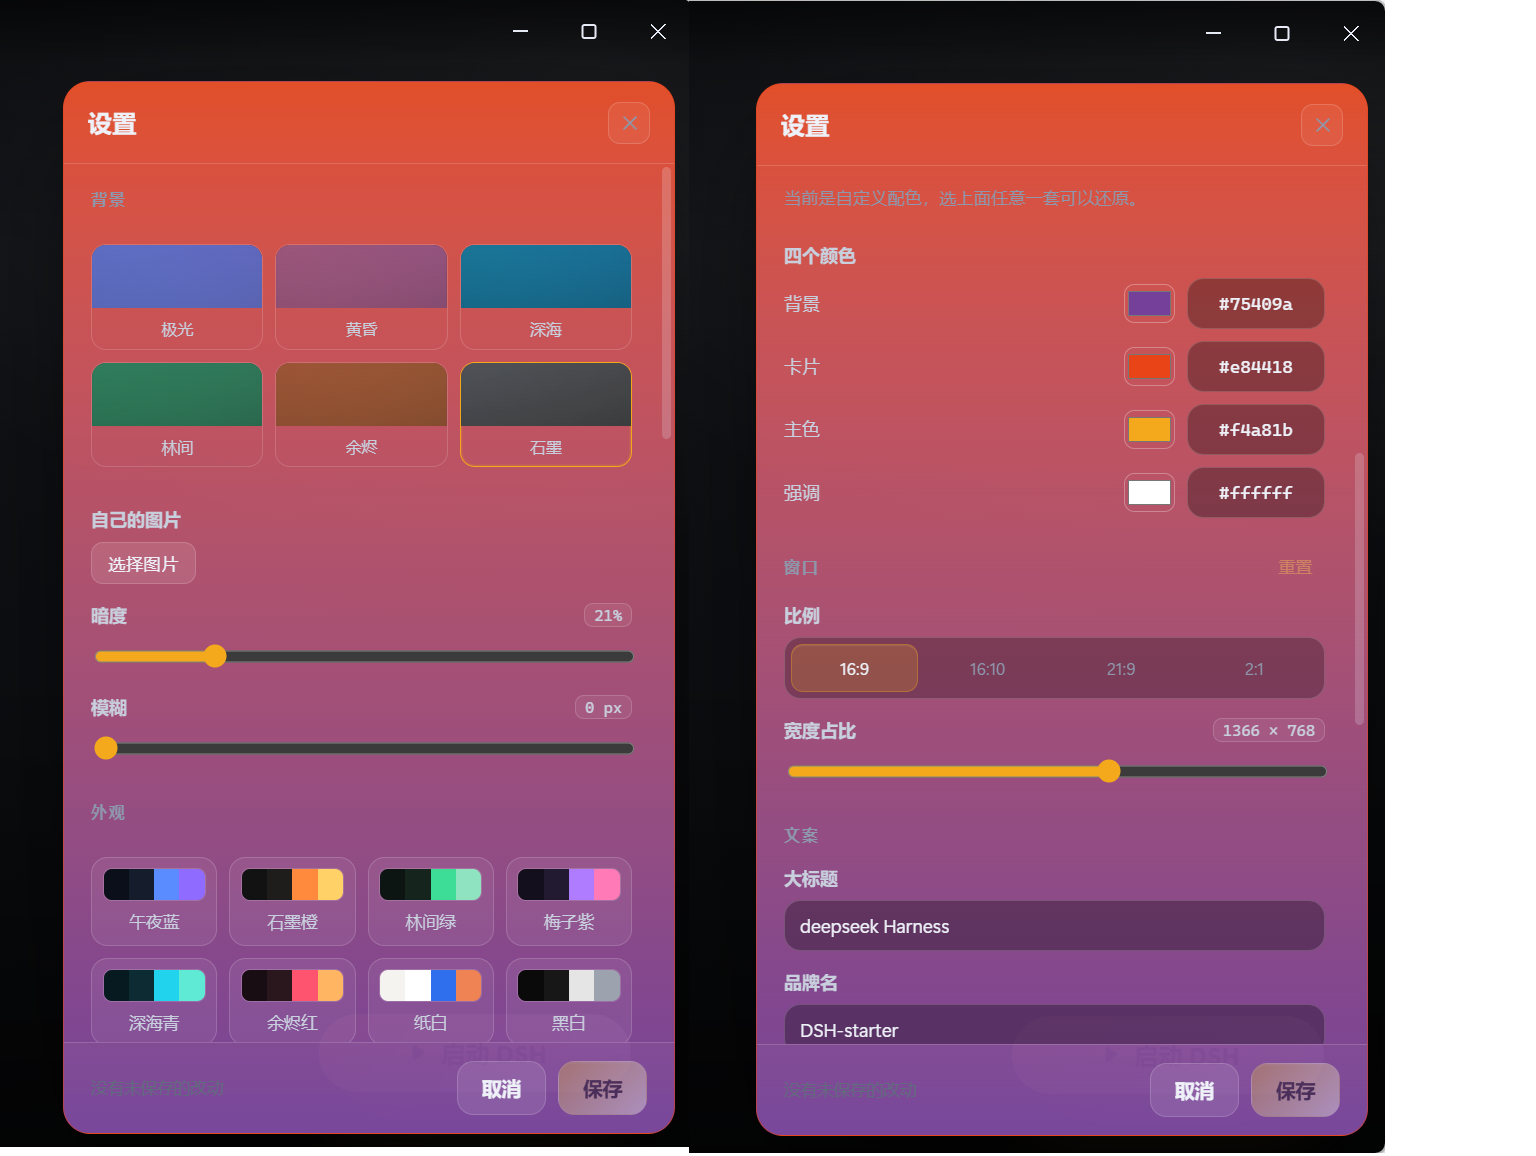 设置
背景
极光
黄昏
深海
林间
余烬
石墨
自己的图片
选择图片
暗度
21%
模糊
0 px
外观
午夜蓝
石墨橙
林间绿
梅子紫
深海青
余烬红
纸白
黑白
启动 DSH
没有未保存的改动
取消
保存
设置
当前是自定义配色，选上面任意一套可以还原。
四个颜色
背景
#75409a
卡片
#e84418
主色
#f4a81b
强调
#ffffff
窗口
重置
比例
16:9
16:10
21:9
2:1
宽度占比
1366 × 768
文案
大标题
deepseek Harness
品牌名
DSH-starter
启动 DSH
没有未保存的改动
取消
保存